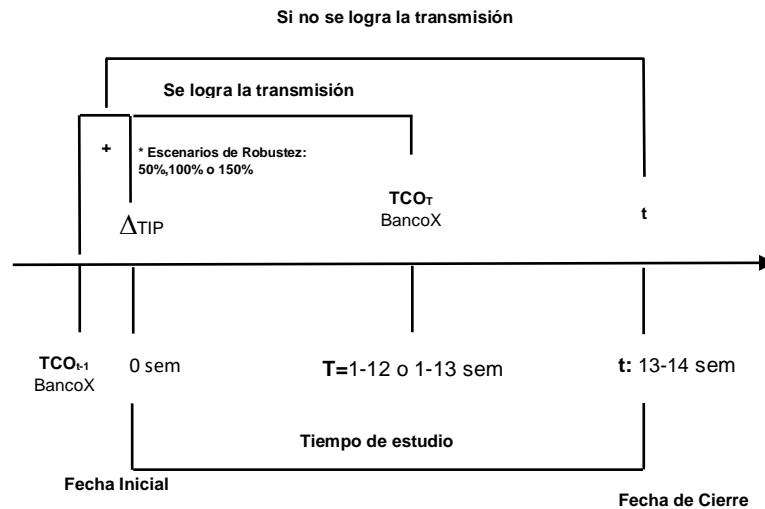 Si no se logra la transmisión
Se logra la transmisión
+
* Escenarios de Robustez:
50%,100% o 150%
ΔTIP
TCOT
BancoX
t
TCOt-1
BancoX
0 sem
T=1-12 o 1-13 sem
t: 13-14 sem
Tiempo de estudio
Fecha Inicial
Fecha de Cierre